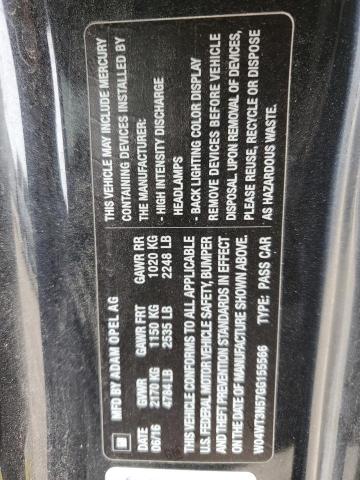 MFD BY ADAM OPEL AG
DATE GVWR GAWR FRT GAWR RR
06/16 2170 KG 1150 KG 1020 KG
4784 LB 2535 LB 2248 LB
THIS VEHICLE CONFORMS TO ALL APPLICABLE
U.S. FEDERAL MOTOR VEHICLE SAFETY, BUMPER
AND THEFT PREVENTION STANDARDS IN EFFECT
ON THE DATE OF MANUFACTURE SHOWN ABOVE.
W04WT3N57GG155566 TYPE: PASS CAR
THIS VEHICLE MAY INCLUDE MERCURY
CONTAINING DEVICES INSTALLED BY
THE MANUFACTURER:
- HIGH INTENSITY DISCHARGE
HEADLAMPS
- BACK LIGHTING COLOR DISPLAY
REMOVE DEVICES BEFORE VEHICLE
DISPOSAL UPON REMOVAL OF DEVICES,
PLEASE REUSE, RECYCLE OR DISPOSE
AS HAZARDOUS WASTE.
GM